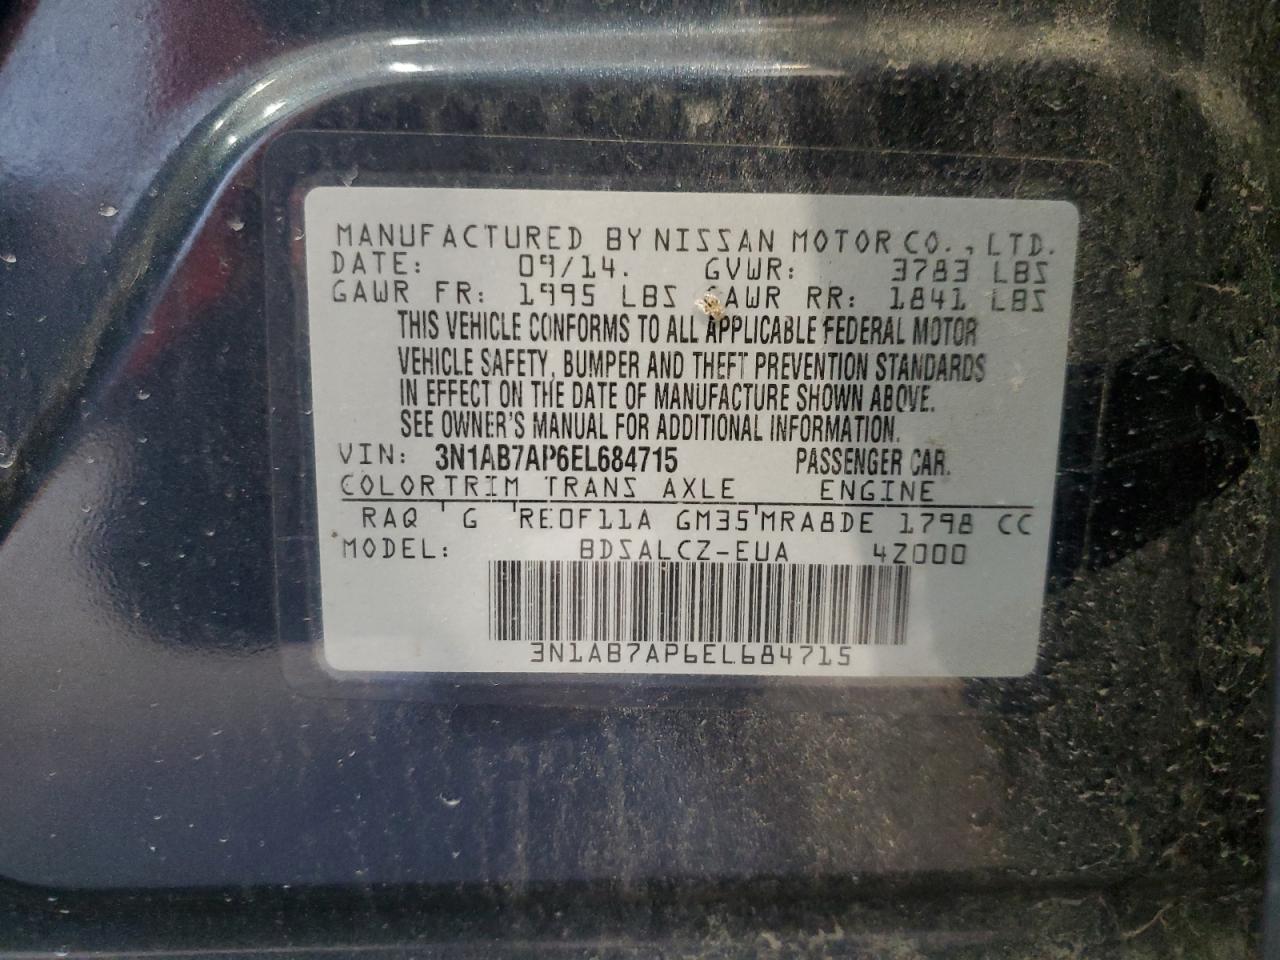 MANUFACTURED BY NISSAN MOTOR CO., LTD.
DATE: 09/14. GVWR: 3783 LBS
GAWR FR: 1995 LBS GAWR RR: 1841 LBS
THIS VEHICLE CONFORMS TO ALL APPLICABLE FEDERAL MOTOR
VEHICLE SAFETY, BUMPER AND THEFT PREVENTION STANDARDS
IN EFFECT ON THE DATE OF MANUFACTURE SHOWN ABOVE.
SEE OWNER'S MANUAL FOR ADDITIONAL INFORMATION.
VIN: 3N1AB7AP6EL684715 PASSENGER CAR.
COLOR TRIM TRANS AXLE ENGINE
RAQ ' G ' RE0F11A GM35 ' MRA8DE 1798 CC
MODEL: BDSALCZ-EUA 42000
3N1AB7AP6EL684715